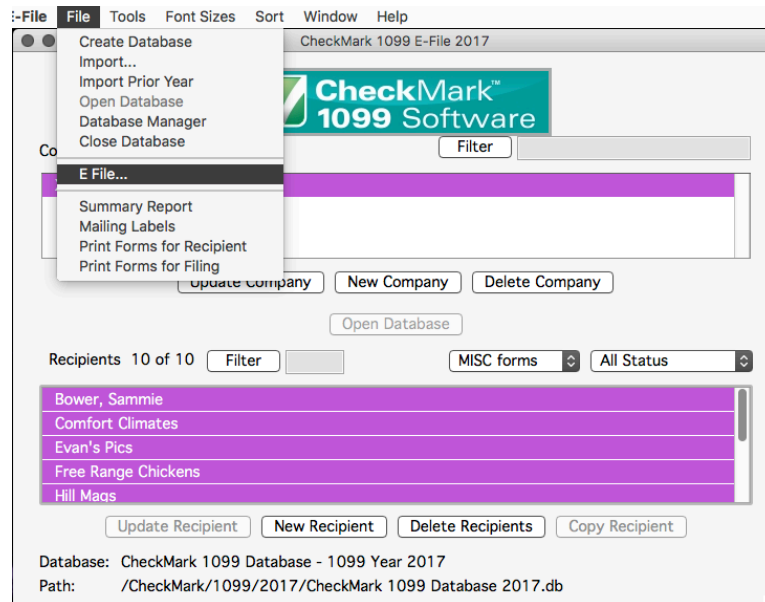 E-File File Tools Font Sizes Sort Window Help
CheckMark 1099 E-File 2017
Create Database
Import...
Import Prior Year
Open Database
Database Manager
Close Database
E File...
Summary Report
Mailing Labels
Print Forms for Recipient
Print Forms for Filing
CheckMark™
1099 Software
Co
Filter
Update Company New Company Delete Company
Open Database
Recipients 10 of 10 Filter MISC forms All Status
Bower, Sammie
Comfort Climates
Evan's Pics
Free Range Chickens
Hill Mags
Update Recipient New Recipient Delete Recipients Copy Recipient
Database: CheckMark 1099 Database - 1099 Year 2017
Path: /CheckMark/1099/2017/CheckMark 1099 Database 2017.db